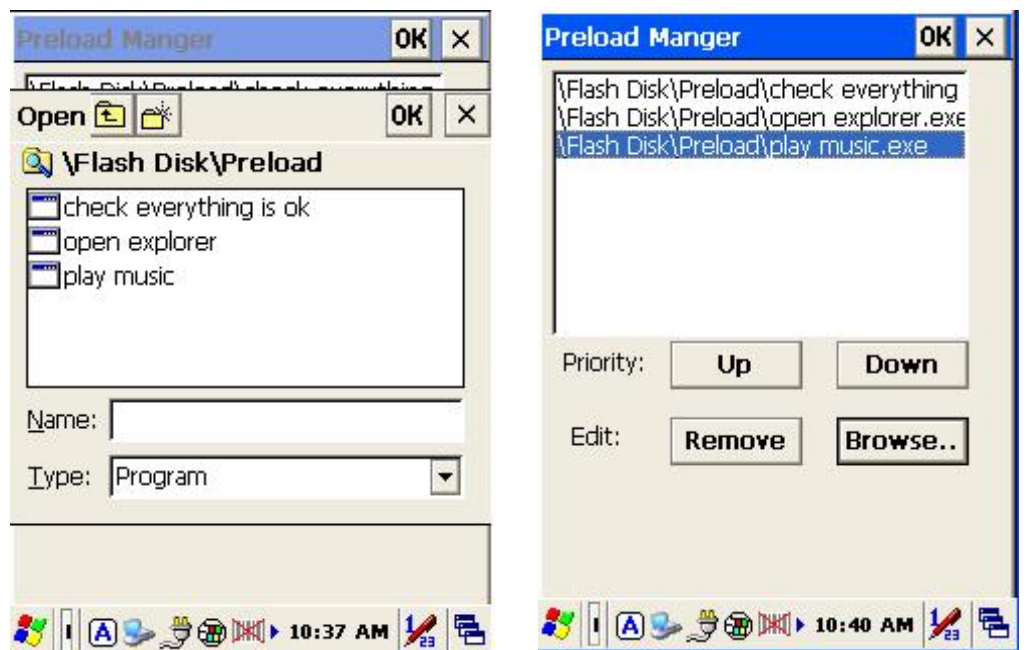 Preload Manger OK
Open OK
\Flash Disk\Preload
check everything is ok
open explorer
play music
Name:
Type: Program
10:37 AM
Preload Manger OK
\Flash Disk\Preload\check everything
\Flash Disk\Preload\open explorer.exe
\Flash Disk\Preload\play music.exe
Priority: Up Down
Edit: Remove Browse..
10:40 AM